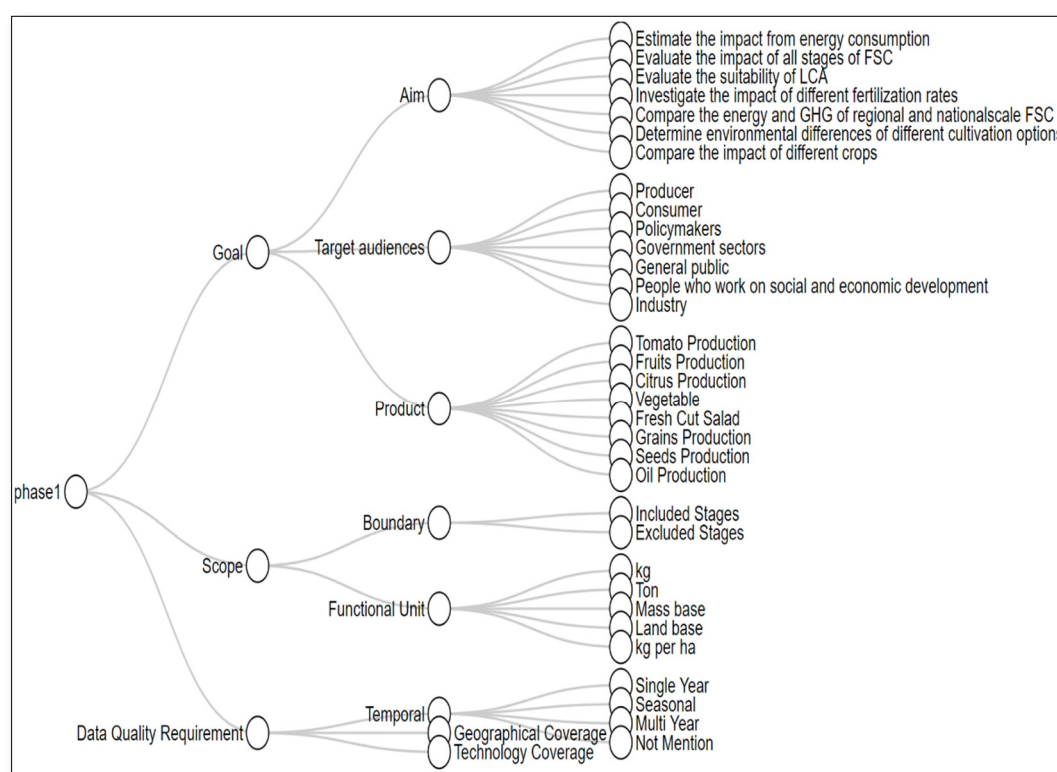 Estimate the impact from energy consumption
Evaluate the impact of all stages of FSC
Evaluate the suitability of LCA
Aim
Investigate the impact of different fertilization rates
Compare the energy and GHG of regional and nationalscale FSC
Determine environmental differences of different cultivation options
Compare the impact of different crops
Producer
Consumer
Policymakers
Goal
Target audiences
Government sectors
General public
People who work on social and economic development
Industry
Tomato Production
Fruits Production
Citrus Production
Product
Vegetable
Fresh Cut Salad
Grains Production
Seeds Production
Oil Production
phase1
Boundary
Included Stages
Excluded Stages
Scope
kg
Ton
Functional Unit
Mass base
Land base
kg per ha
Single Year
Seasonal
Temporal
Multi Year
Data Quality Requirement
Geographical Coverage
Not Mention
Technology Coverage